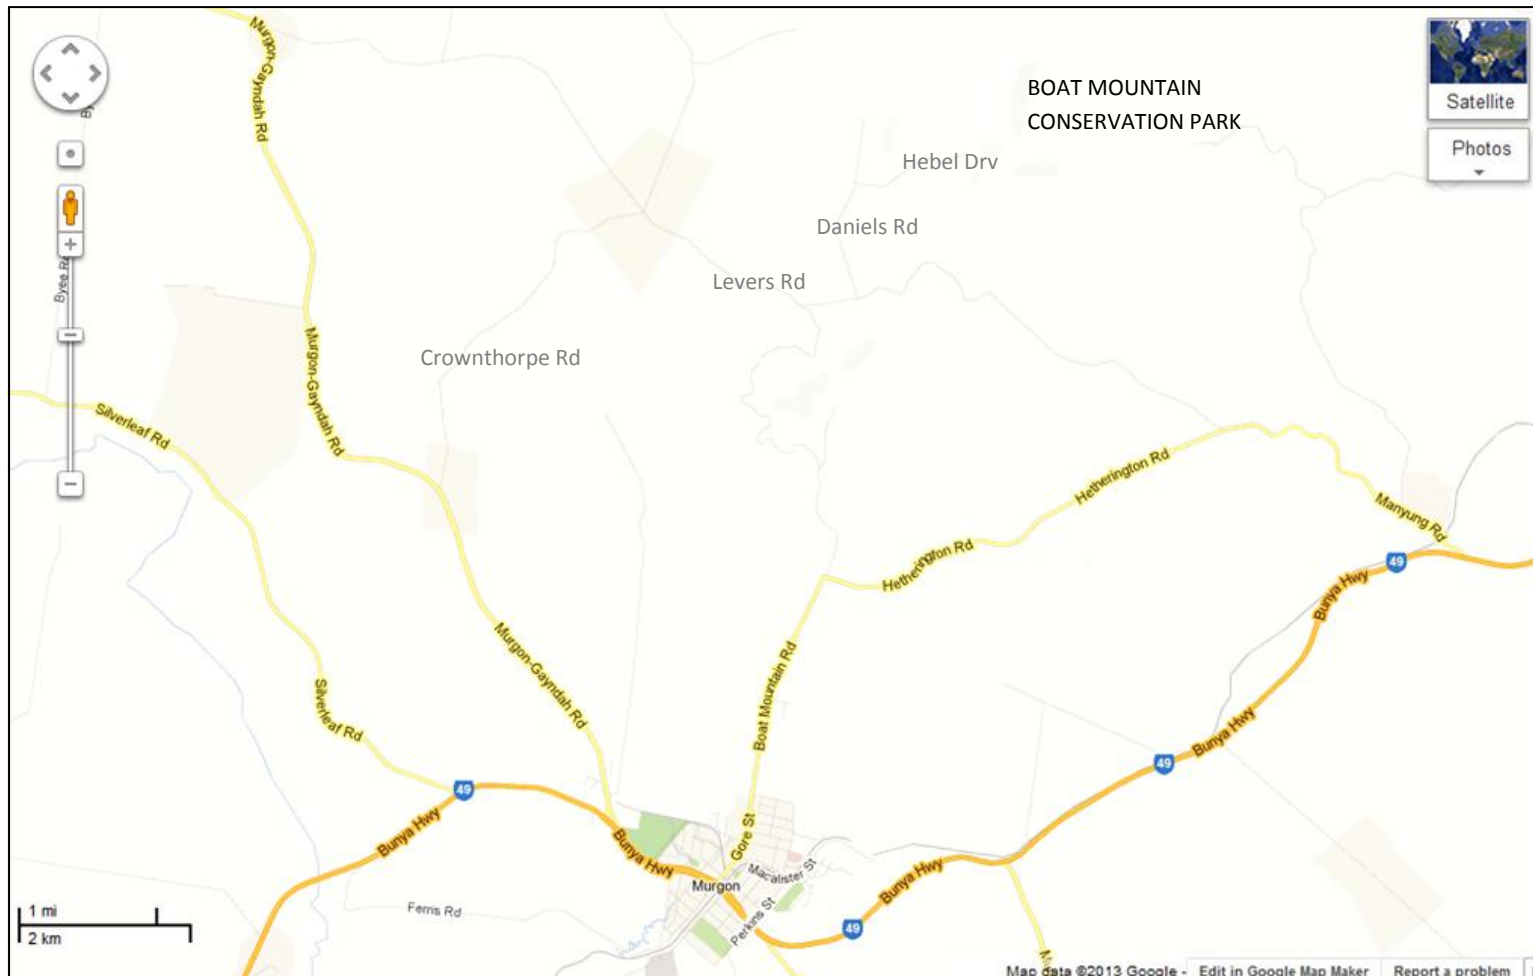 Murgon-Gayndah Rd
BOAT MOUNTAIN
CONSERVATION PARK
Satellite
Photos
Hebel Drv
Daniels Rd
Levers Rd
Byee Rd
Crownthorpe Rd
Murgon-Gayndah Rd
Silverleaf Rd
Hetherington Rd
Manyung Rd
Hetherington Rd
49
Bunya Hwy
Murgon-Gayndah Rd
Boat Mountain Rd
Silverleaf Rd
Bunya Hwy
49
49
Bunya Hwy
Gore St
Bunya Hwy
Macalister St
Murgon
Bunya Hwy
Perkins St
Ferris Rd
49
1 mi
2 km
Map data ©2013 Google - Edit in Google Map Maker Report a problem